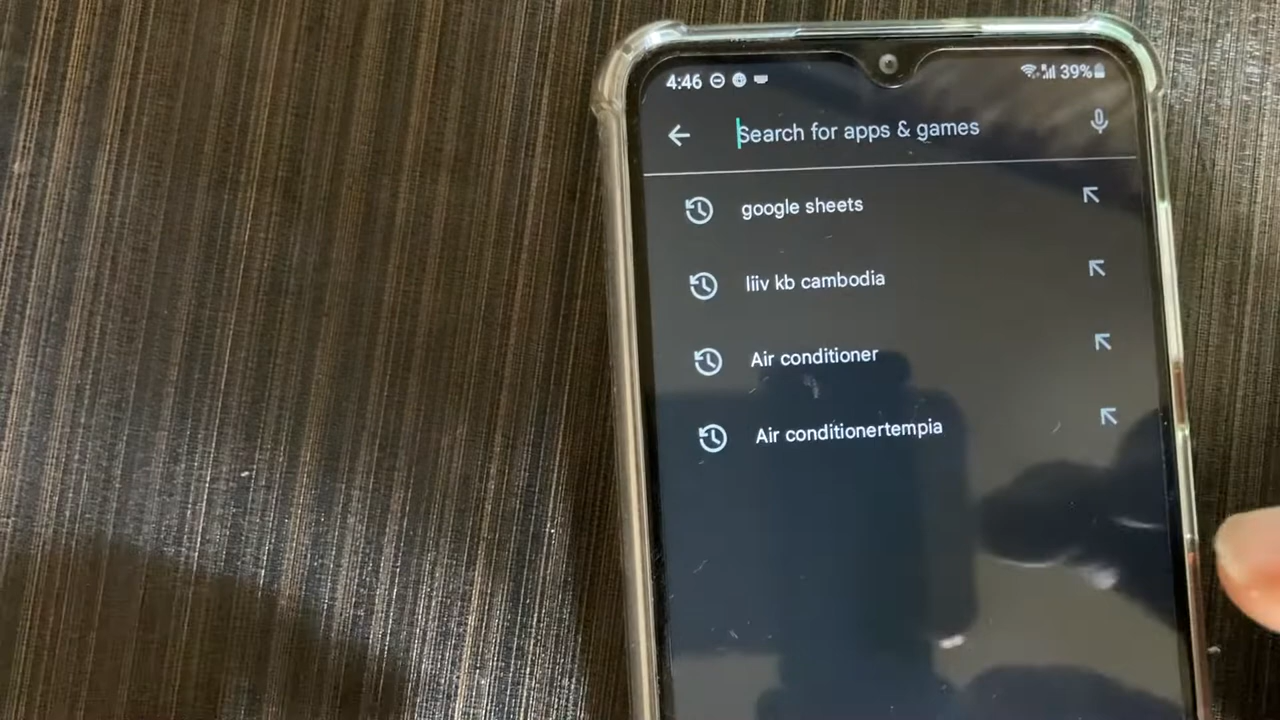 4:46 39%
Search for apps & games
google sheets
liiv kb cambodia
Air conditioner
Air conditionertempia